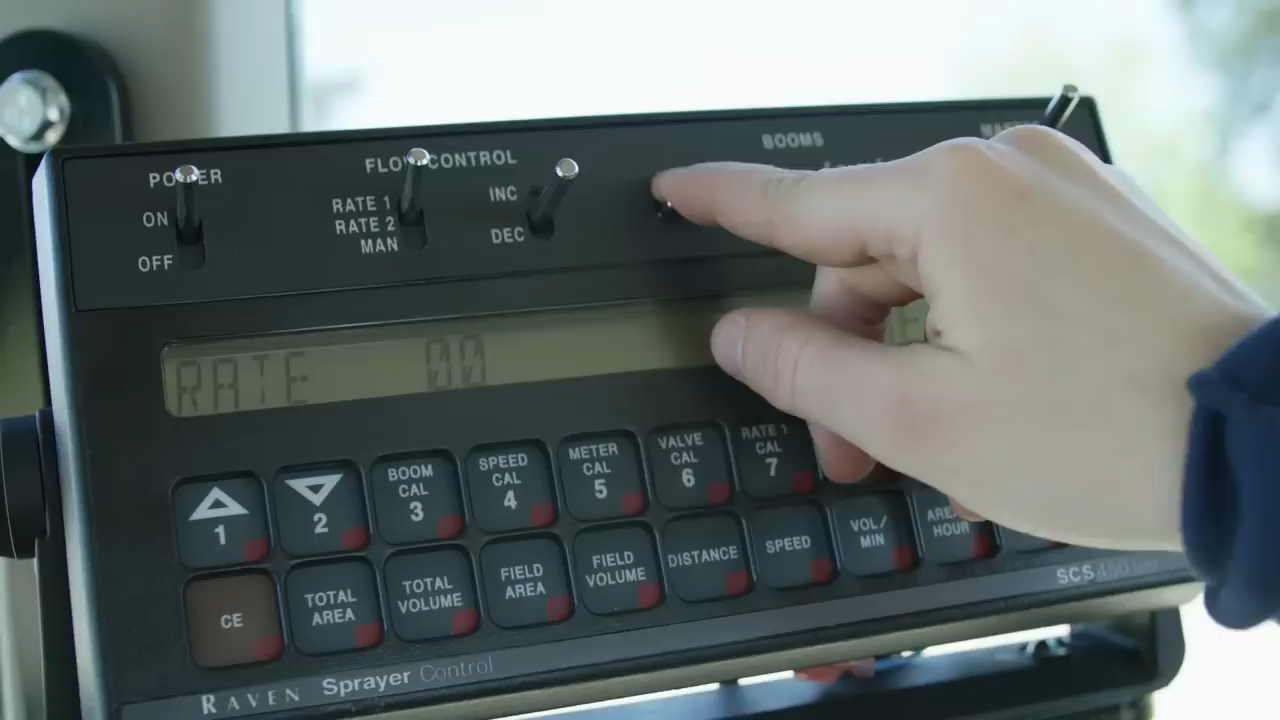 POWER
ON
OFF
FLOW CONTROL
RATE 1
RATE 2
MAN
INC
DEC
BOOMS
RATE 00
1
2
BOOM
CAL
3
SPEED
CAL
4
METER
CAL
5
VALVE
CAL
6
RATE 1
CAL
7
CE
TOTAL
AREA
TOTAL
VOLUME
FIELD
AREA
FIELD
VOLUME
DISTANCE
SPEED
VOL/
MIN
HOUR
RAVEN Sprayer Control
SCS